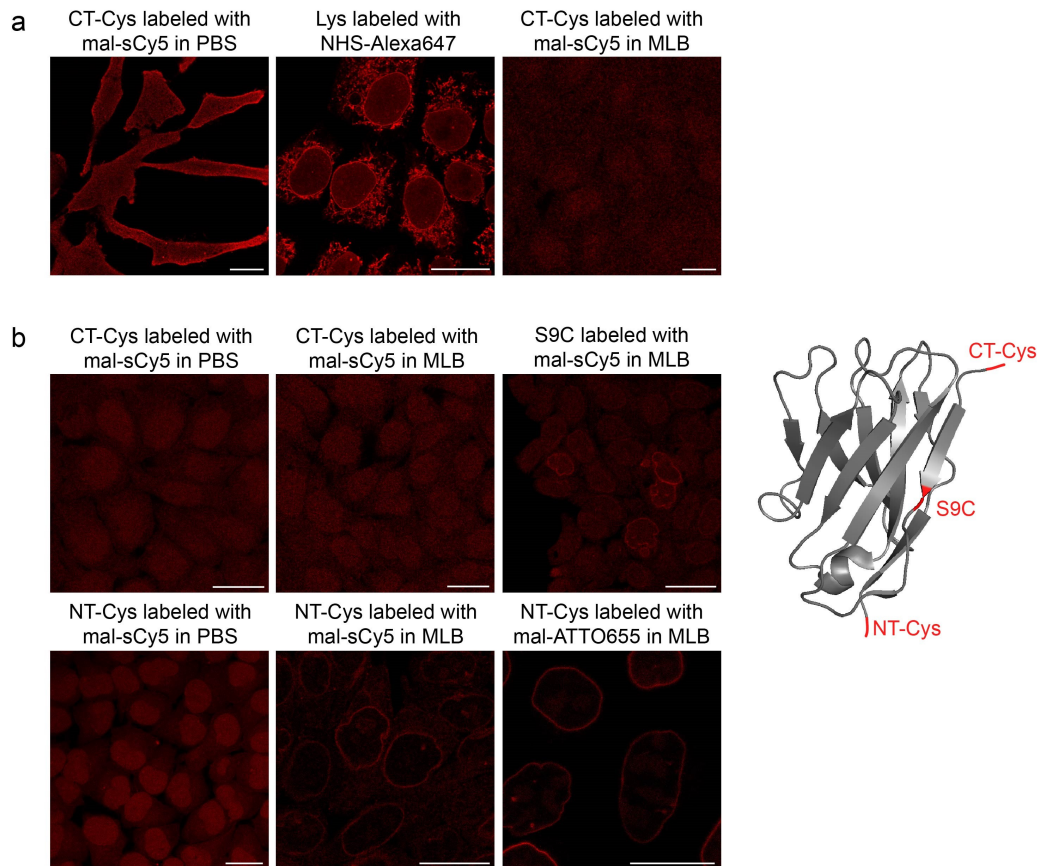 a
CT-Cys labeled with
mal-sCy5 in PBS
Lys labeled with
NHS-Alexa647
CT-Cys labeled with
mal-sCy5 in MLB
b
CT-Cys labeled with
mal-sCy5 in PBS
CT-Cys labeled with
mal-sCy5 in MLB
S9C labeled with
mal-sCy5 in MLB
NT-Cys labeled with
mal-sCy5 in PBS
NT-Cys labeled with
mal-sCy5 in MLB
NT-Cys labeled with
mal-ATTO655 in MLB
CT-Cys
S9C
NT-Cys